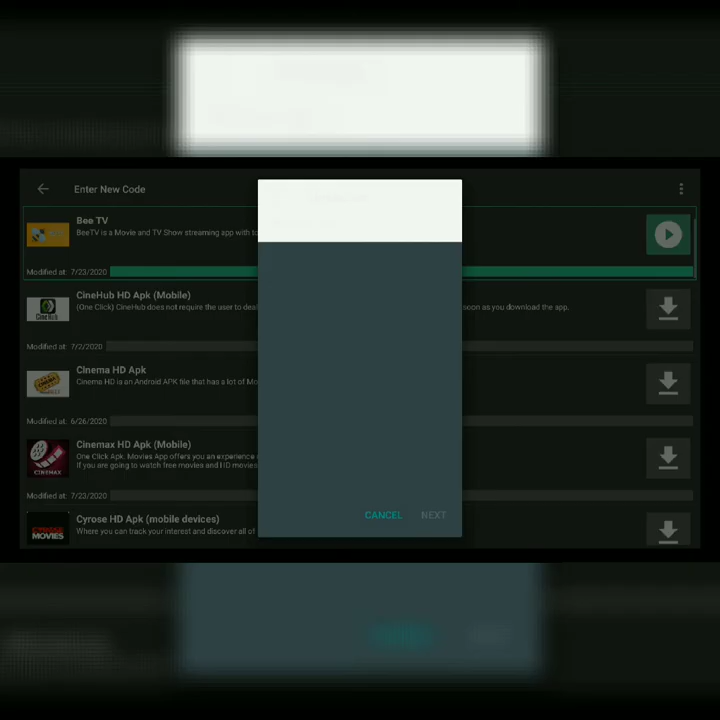 Enter New Code
Bee TV
BeeTV is a Movie and TV Show streaming app with
Modified at: 7/23/2020
CineHub HD Apk (Mobile)
(One Click) CineHub does not require the user to
soon as you download the app.
Modified at: 7/2/2020
Cinema HD Apk
Cinema HD is an Android APK file that has a lot of
Modified at: 6/26/2020
Cinemax HD Apk (Mobile)
One Click Apk. Movies App offers you an experience
If you are going to watch free movies and HD movies
CINEMAX
Modified at: 7/23/2020
Cyrose HD Apk (mobile devices)
Where you can track your interest and discover all of
CYROSE
MOVIES
CANCEL NEXT